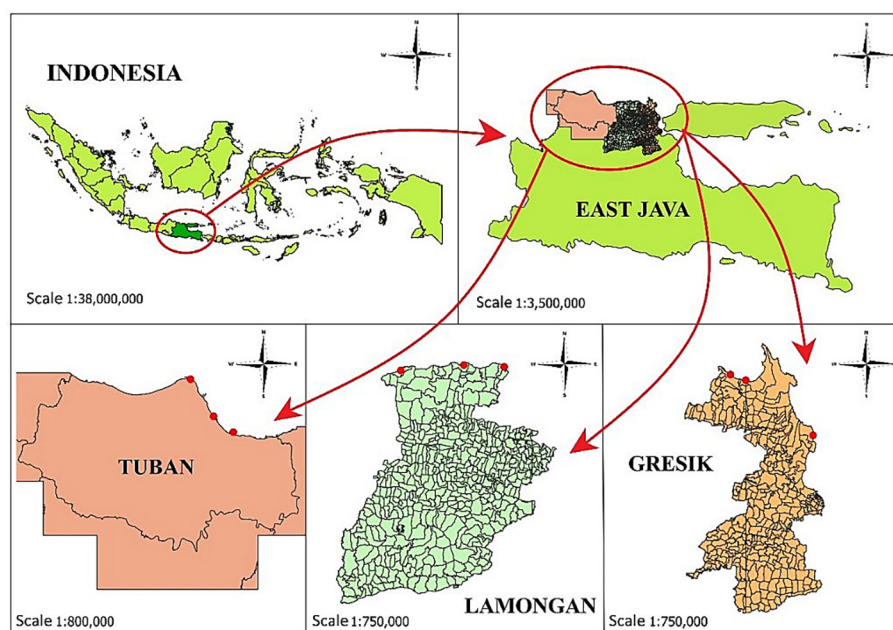 INDONESIA
N
W
E
S
Scale 1:38,000,000
N
W
E
S
EAST JAVA
Scale 1:3,500,000
N
W
E
S
TUBAN
Scale 1:800,000
N
W
E
S
LAMONGAN
Scale 1:750,000
N
W
E
S
GRESIK
Scale 1:750,000